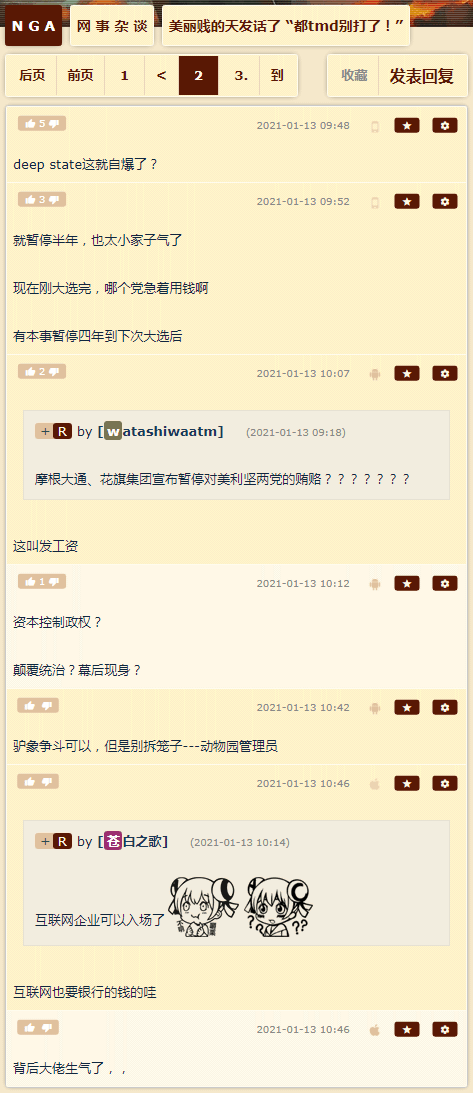 NGA 网事杂谈 美丽贱的天发话了 “都tmd别打了！”
后页 前页 1 < 2 3. 到 收藏 发表回复
5 2021-01-13 09:48
deep state这就自爆了？
3 2021-01-13 09:52
就暂停半年，也太小家子气了
现在刚大选完，哪个党急着用钱啊
有本事暂停四年到下次大选后
2 2021-01-13 10:07
+ R by [watashiwaatm] (2021-01-13 09:18)
摩根大通、花旗集团宣布暂停对美利坚两党的贿赂？？？？？？？
这叫发工资
1 2021-01-13 10:12
资本控制政权？
颠覆统治？幕后现身？
2021-01-13 10:42
驴象争斗可以，但是别拆笼子---动物园管理员
2021-01-13 10:46
+ R by [苍白之歌] (2021-01-13 10:14)
互联网企业可以入场了
互联网也要银行的钱的哇
2021-01-13 10:46
背后大佬生气了，，